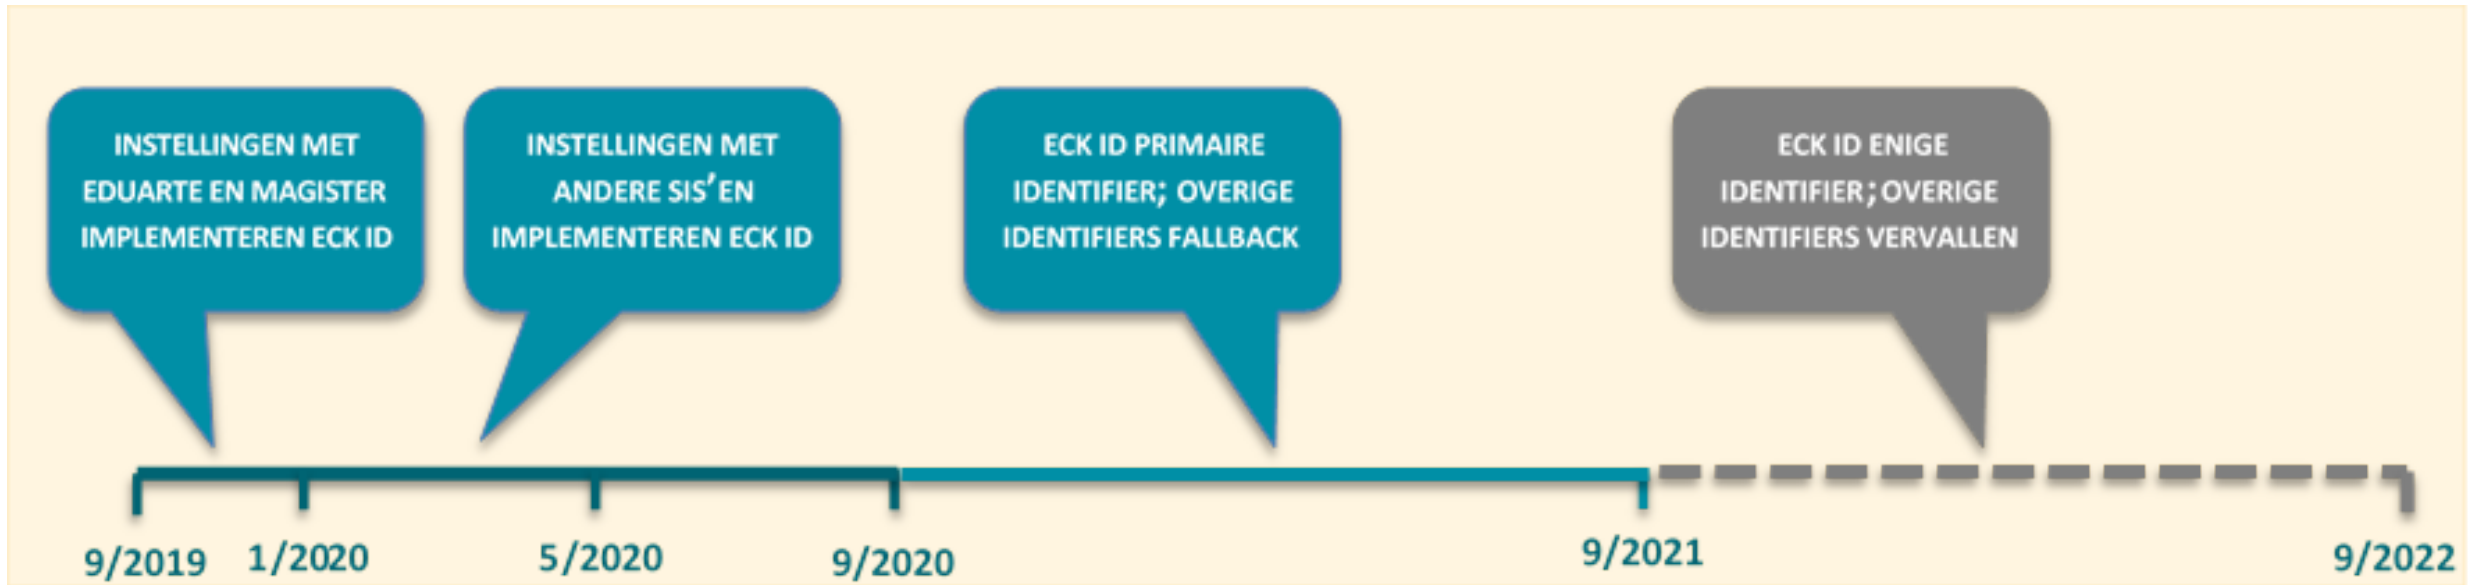 INSTELLINGEN MET
EDUARTE EN MAGISTER
IMPLEMENTEREN ECK ID
INSTELLINGEN MET
ANDERE SIS'EN
IMPLEMENTEREN ECK ID
ECK ID PRIMAIRE
IDENTIFIER; OVERIGE
IDENTIFIERS FALLBACK
ECK ID ENIGE
IDENTIFIER; OVERIGE
IDENTIFIERS VERVALLEN
9/2019
1/2020
5/2020
9/2020
9/2021
9/2022